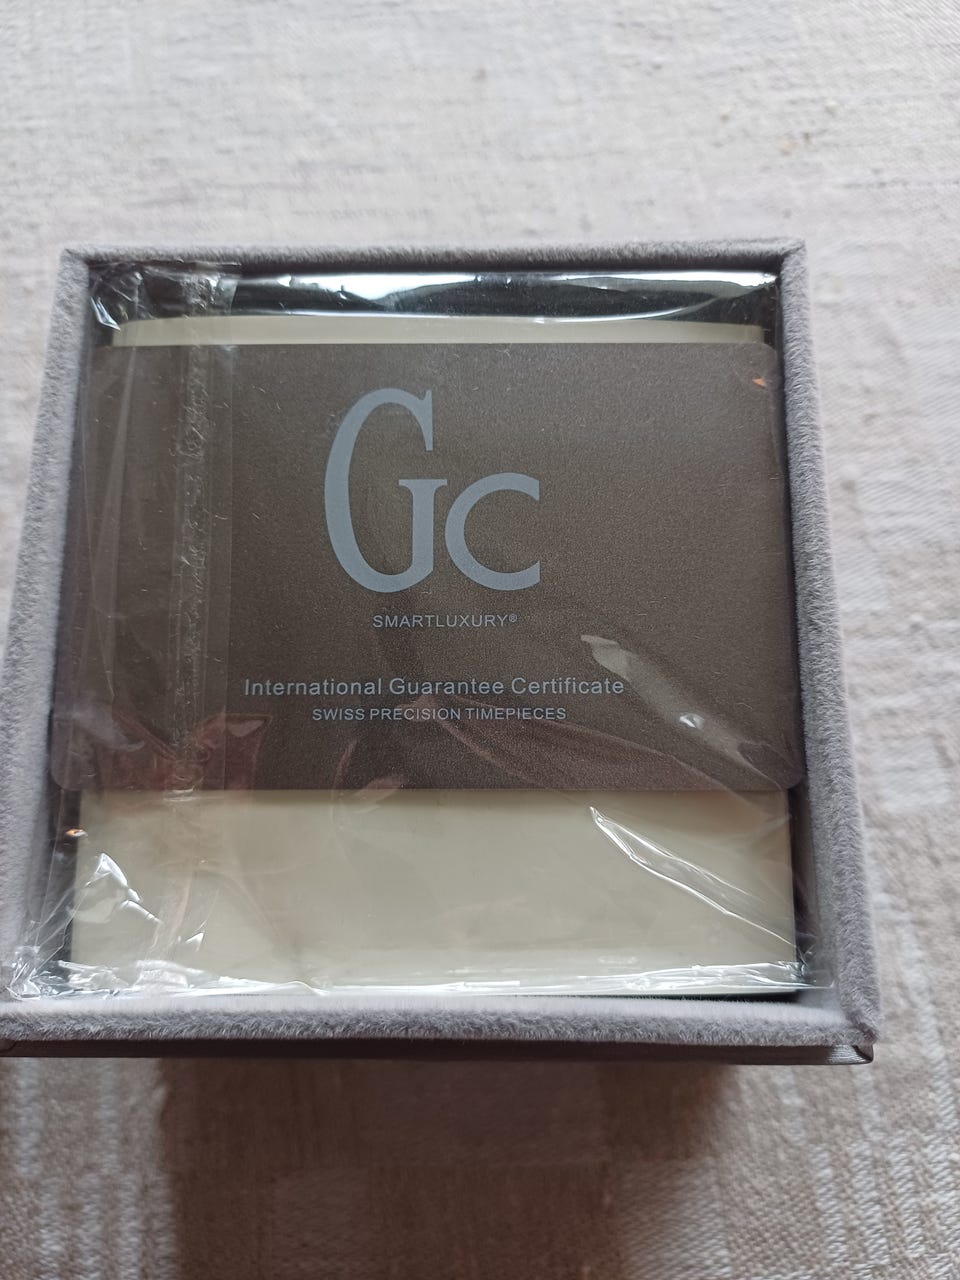 Gc
SMARTLUXURY®
International Guarantee Certificate
SWISS PRECISION TIMEPIECES